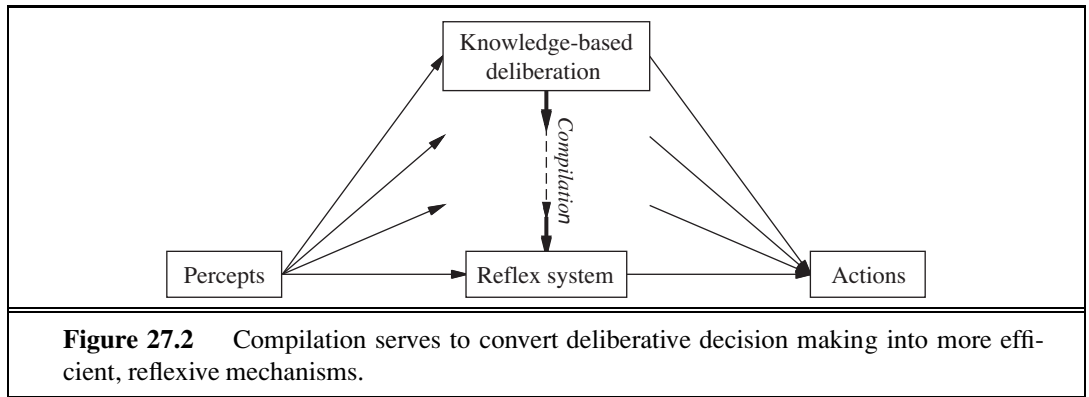 Knowledge-based
deliberation
Compilation
Percepts
Reflex system
Actions
Figure 27.2 Compilation serves to convert deliberative decision making into more effi-
cient, reflexive mechanisms.